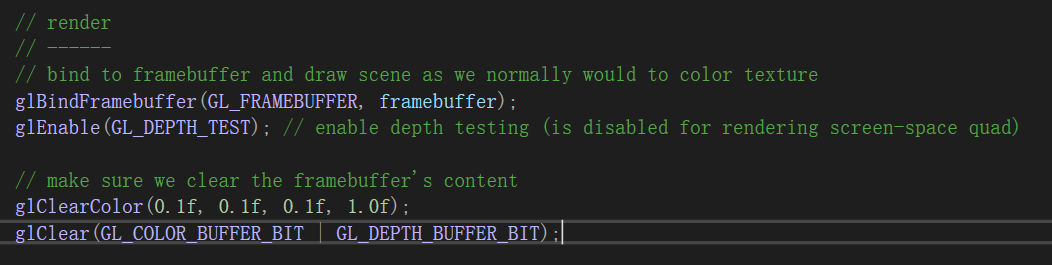 // render
// ------
// bind to framebuffer and draw scene as we normally would to color texture
glBindFramebuffer(GL_FRAMEBUFFER, framebuffer);
glEnable(GL_DEPTH_TEST); // enable depth testing (is disabled for rendering screen-space quad)
// make sure we clear the framebuffer's content
glClearColor(0.1f, 0.1f, 0.1f, 1.0f);
glClear(GL_COLOR_BUFFER_BIT | GL_DEPTH_BUFFER_BIT);